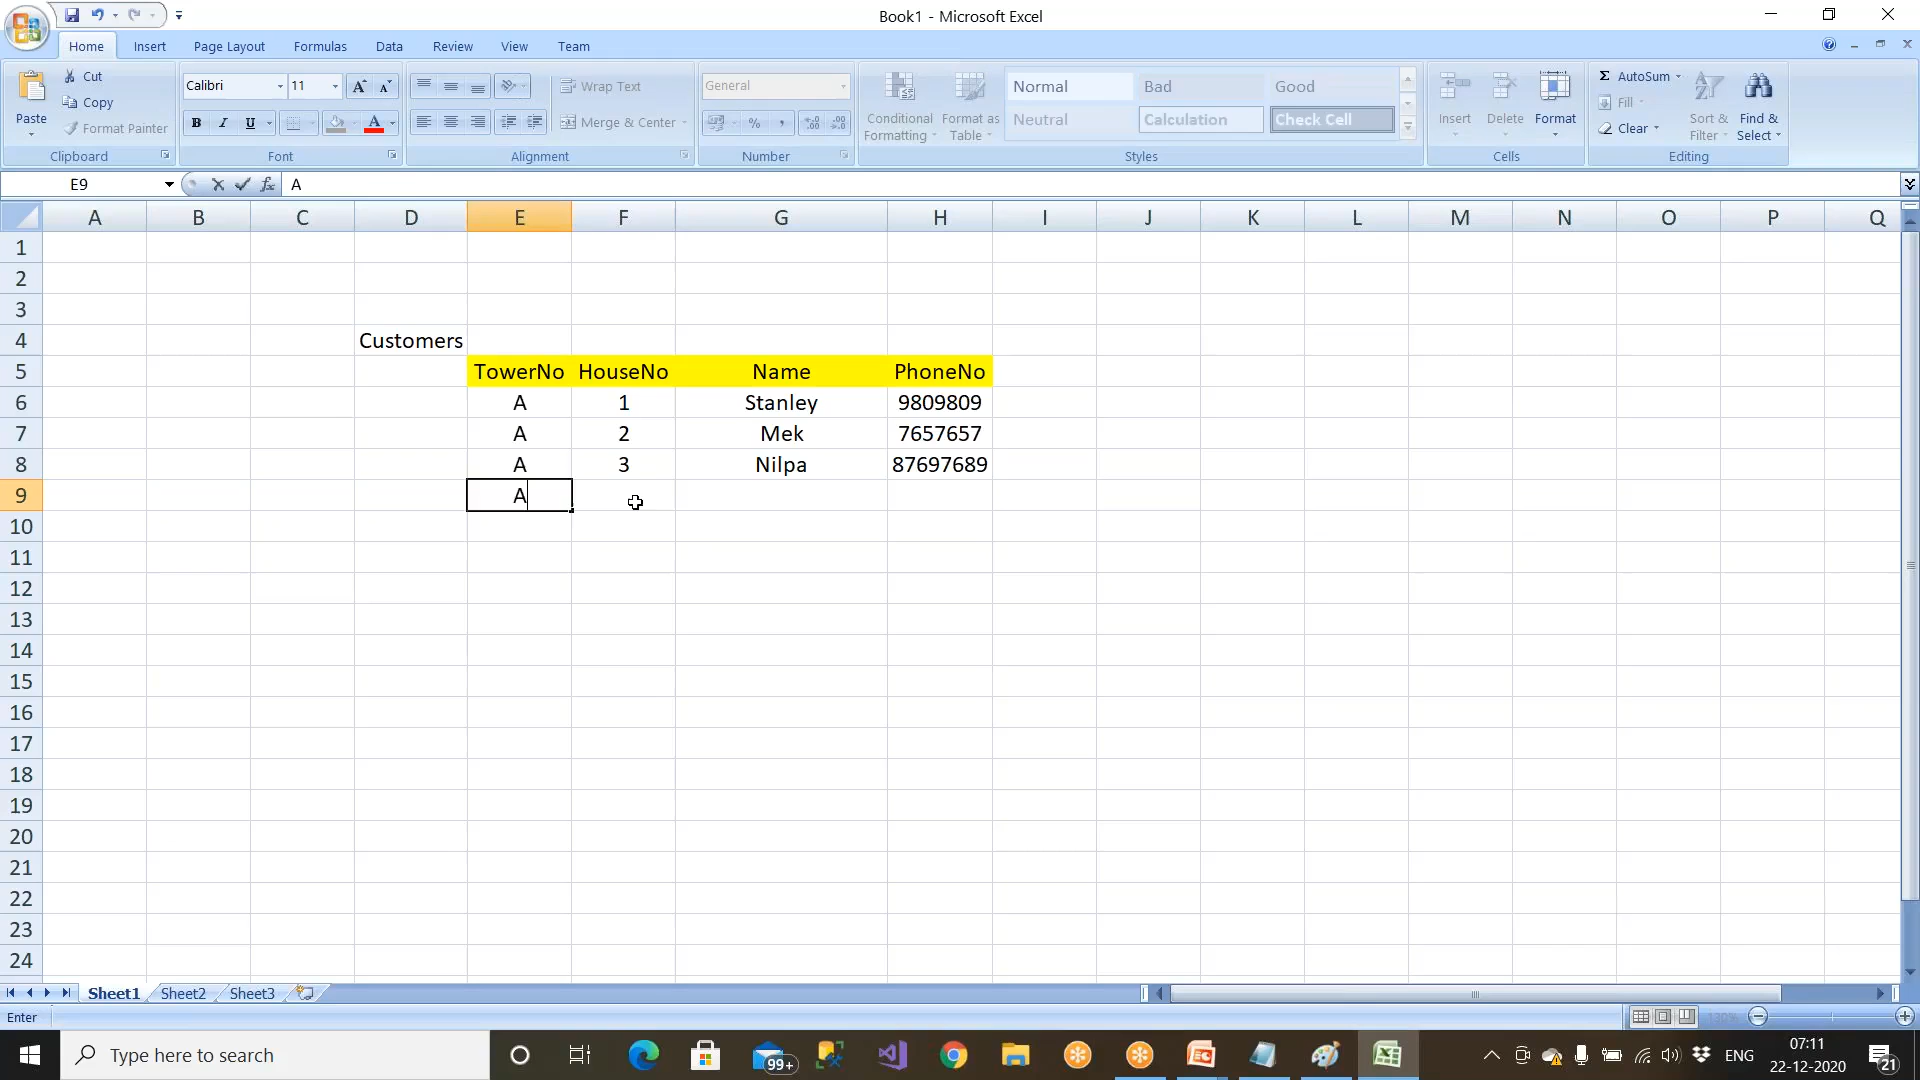 Book1 - Microsoft Excel
Home Insert Page Layout Formulas Data Review View Team
Paste
Cut
Copy
Format Painter
Clipboard
Calibri 11
B I U
Font
Wrap Text
Merge & Center
Alignment
General
Number
Conditional Formatting
Format as Table
Normal Bad Good
Neutral Calculation Check Cell
Styles
Insert Delete Format
Cells
AutoSum
Fill
Clear
Sort & Filter
Find & Select
Editing
E9 fx A
A B C D E F G H I J K L M N O P Q
1
2
3
4 Customers
5 TowerNo HouseNo Name PhoneNo
6 A 1 Stanley 9809809
7 A 2 Mek 7657657
8 A 3 Nilpa 87697689
9 A
10
11
12
13
14
15
16
17
18
19
20
21
22
23
24
Sheet1 Sheet2 Sheet3
Enter
130%
Type here to search
99+
ENG
07:11
22-12-2020
21